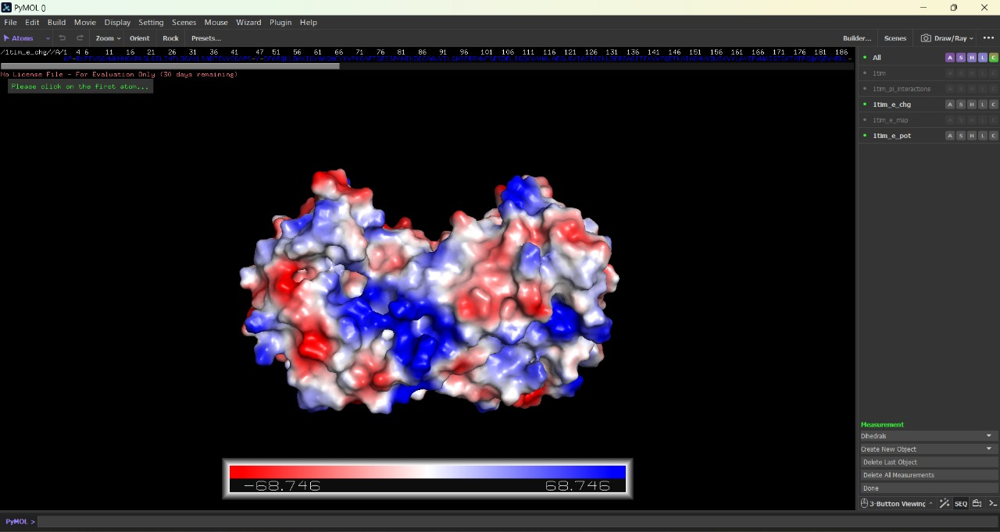 PyMOL ()
File Edit Build Movie Display Setting Scenes Mouse Wizard Plugin Help
Atoms Zoom Orient Rock Presets... Builder... Scenes Draw/Ray
/1tim_e_chg//A/1 4 6 11 16 21 26 31 36 41 47 51 56 61 66 71 76 81 86 91 96 101 106 111 116 121 126 131 136 141 146 151 156 161 166 171 176 181 186
No License File - For Evaluation Only (30 days remaining)
Please click on the first atom...
All A S H L C
1tim A S H L C
1tim_pi_interactions A S H L C
1tim_e_chg A S H L C
1tim_e_map A S H L C
1tim_e_pot A S H L C
-68.746 68.746
Measurement
Dihedrals
Create New Object
Delete Last Object
Delete All Measurements
Done
3-Button Viewing SEQ
PyMOL >